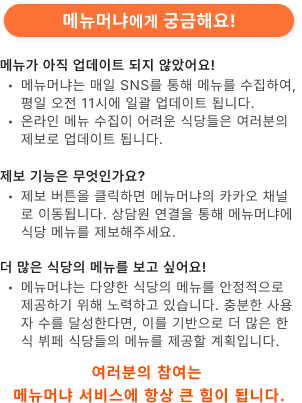 메뉴머냐에게 궁금해요!
메뉴가 아직 업데이트 되지 않았어요!
• 메뉴머냐는 매일 SNS를 통해 메뉴를 수집하여,
평일 오전 11시에 일괄 업데이트 됩니다.
• 온라인 메뉴 수집이 어려운 식당들은 여러분의
제보로 업데이트 됩니다.
제보 기능은 무엇인가요?
• 제보 버튼을 클릭하면 메뉴머냐의 카카오 채널
로 이동됩니다. 상담원 연결을 통해 메뉴머냐에
식당 메뉴를 제보해주세요.
더 많은 식당의 메뉴를 보고 싶어요!
• 메뉴머냐는 다양한 식당의 메뉴를 안정적으로
제공하기 위해 노력하고 있습니다. 충분한 사용
자 수를 달성한다면, 이를 기반으로 더 많은 한
식 뷔페 식당들의 메뉴를 제공할 계획입니다.
여러분의 참여는
메뉴머냐 서비스에 항상 큰 힘이 됩니다.